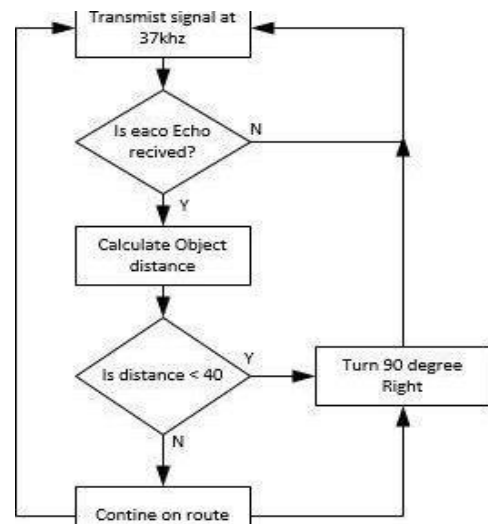 Transmist signal at
37khz
Is eaco Echo
recived?
N
Y
Calculate Object
distance
Is distance < 40
Y
Turn 90 degree
Right
N
Contine on route